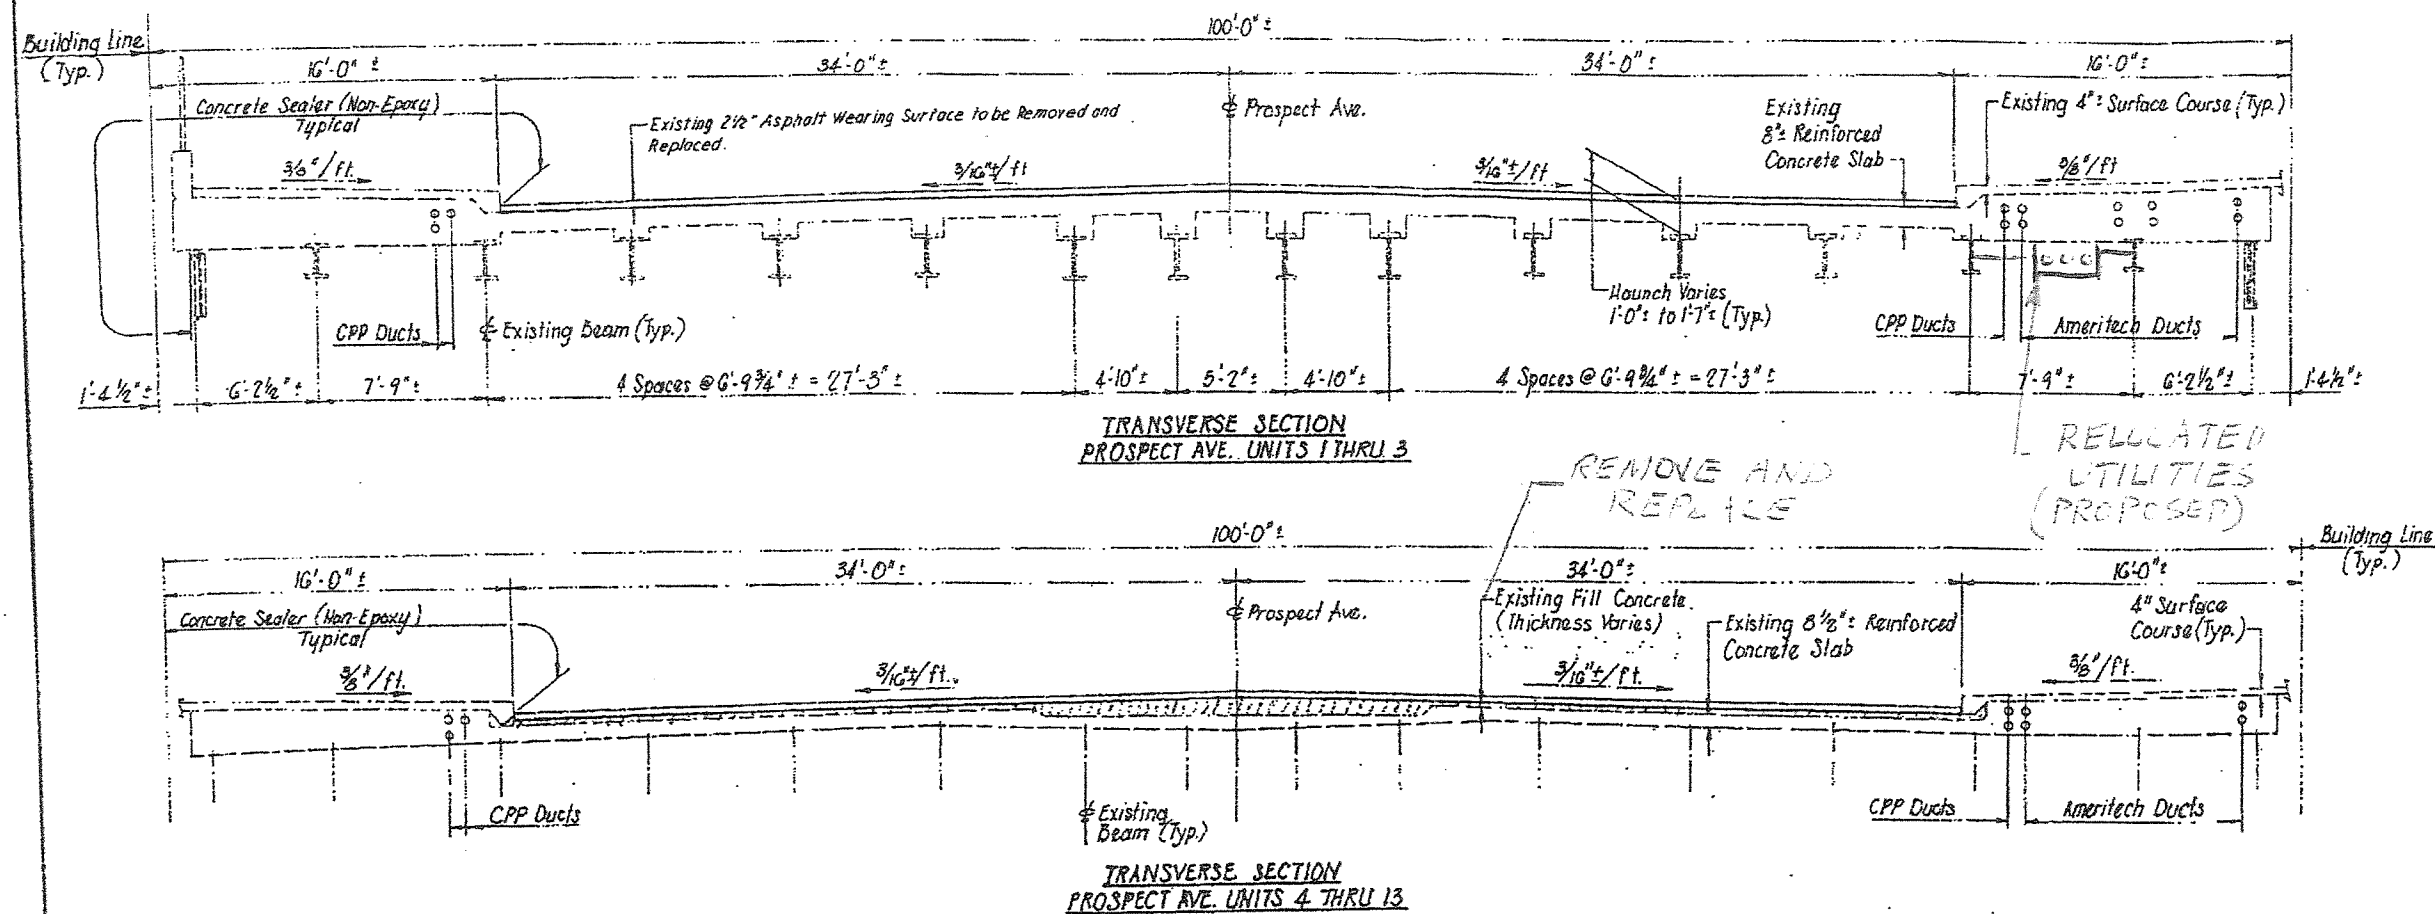 100'-0" ±
Building Line
(Typ.)
16'-0" ±
34'-0" ±
34'-0" ±
16'-0" ±
Concrete Sealer (Non-Epoxy)
Typical
Existing 2½" Asphalt Wearing Surface to be Removed and
Replaced.
℄ Prospect Ave.
Existing
8"± Reinforced
Concrete Slab
Existing 4"± Surface Course (Typ.)
3/8"/ft.
3/16"±/ft
3/16"±/ft
3/8"/ft
Haunch Varies
1'-0"± to 1'-7"± (Typ.)
CPP Ducts
℄ Existing Beam (Typ.)
CPP Ducts
Ameritech Ducts
1'-4½"±
6'-2½"±
7'-9"±
4 Spaces @ 6'-9¾"± = 27'-3"±
4'-10"±
5'-2"±
4'-10"±
4 Spaces @ 6'-9¾"± = 27'-3"±
7'-9"±
6'-2½"±
1'-4½"±
TRANSVERSE SECTION
PROSPECT AVE. UNITS 1 THRU 3
RELOCATED
UTILITIES
(PROPOSED)
REMOVE AND
REPLACE
100'-0"±
Building Line
(Typ.)
16'-0"±
34'-0"±
34'-0"±
16'-0"±
Concrete Sealer (Non-Epoxy)
Typical
℄ Prospect Ave.
Existing Fill Concrete.
(Thickness Varies)
Existing 8½"± Reinforced
Concrete Slab
4" Surface
Course (Typ.)
3/8"/ft.
3/16"±/ft.
3/16"±/ft.
3/8"/ft.
CPP Ducts
℄ Existing
Beam (Typ.)
CPP Ducts
Ameritech Ducts
TRANSVERSE SECTION
PROSPECT AVE. UNITS 4 THRU 13